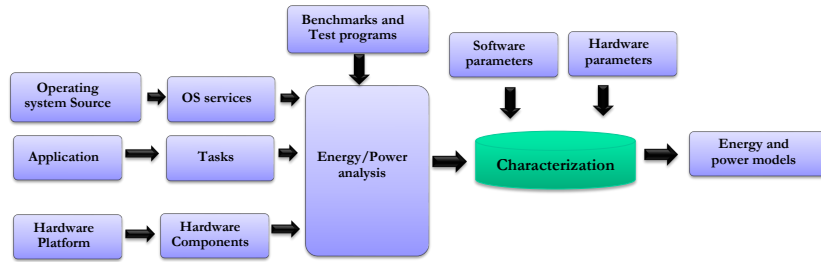 Benchmarks and
Test programs
Software
parameters
Hardware
parameters
Operating
system Source
OS services
Application
Tasks
Energy/Power
analysis
Characterization
Energy and
power models
Hardware
Platform
Hardware
Components